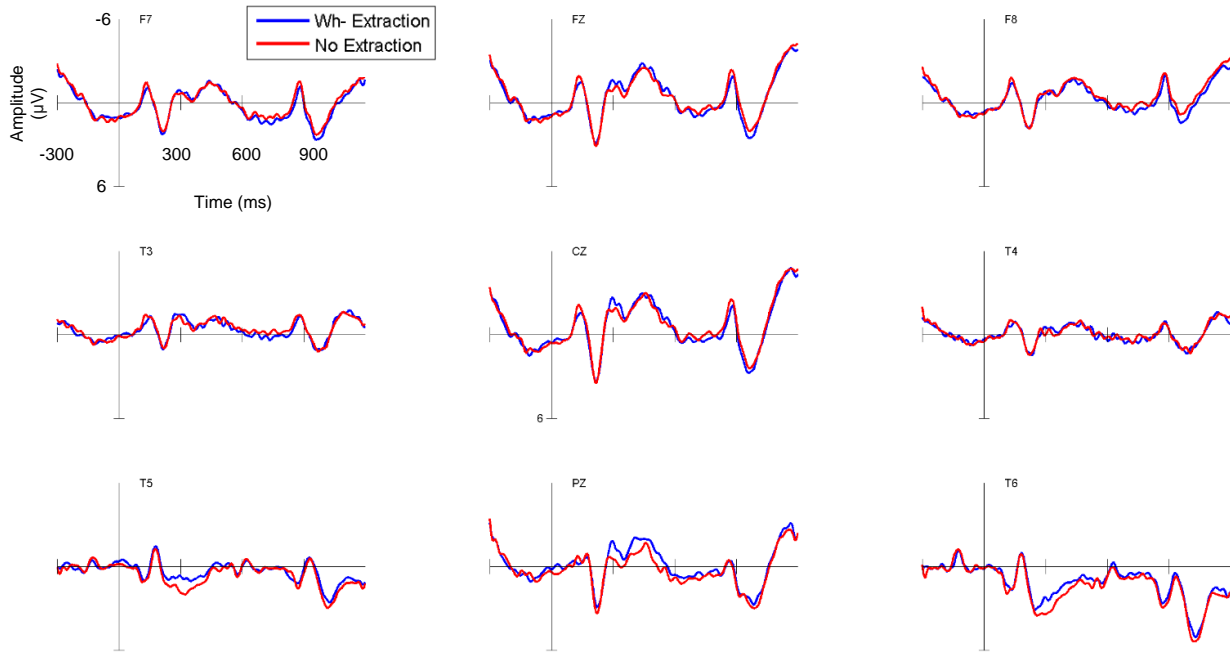 -6
F7
Wh- Extraction
No Extraction
FZ
F8
Amplitude
(µV)
-300
300
600
900
6
Time (ms)
T3
CZ
T4
6
T5
PZ
T6